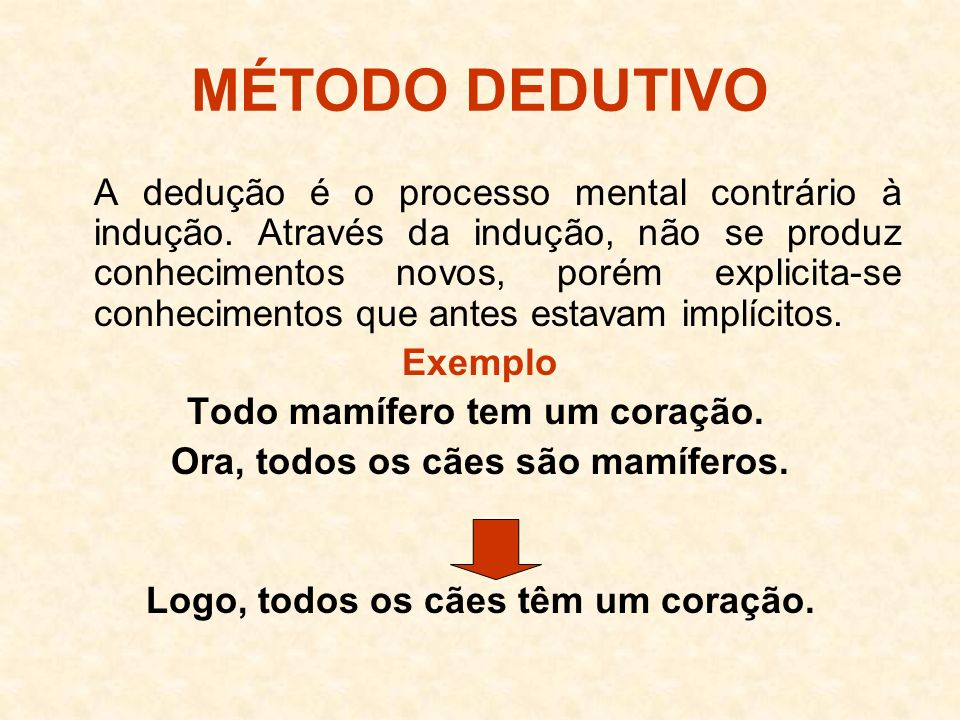 MÉTODO DEDUTIVO
A dedução é o processo mental contrário à
indução. Através da indução, não se produz
conhecimentos novos, porém explicita-se
conhecimentos que antes estavam implícitos.
Exemplo
Todo mamífero tem um coração.
Ora, todos os cães são mamíferos.
Logo, todos os cães têm um coração.